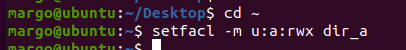 margo@ubuntu:~/Desktop$ cd ~
margo@ubuntu:~$ setfacl -m u:a:rwx dir_a